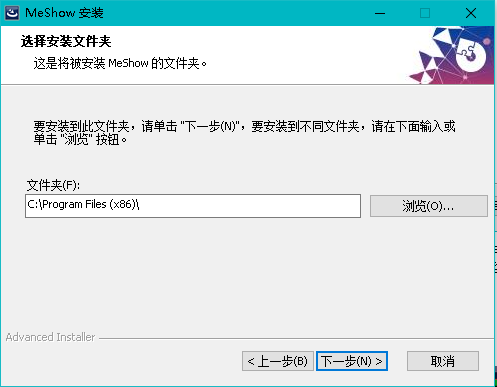 MeShow 安装
选择安装文件夹
这是将被安装 MeShow 的文件夹。
要安装到此文件夹，请单击 "下一步(N)"，要安装到不同文件夹，请在下面输入或
单击 "浏览" 按钮。
文件夹(F):
C:\Program Files (x86)\
浏览(O)...
Advanced Installer
< 上一步(B)
下一步(N) >
取消